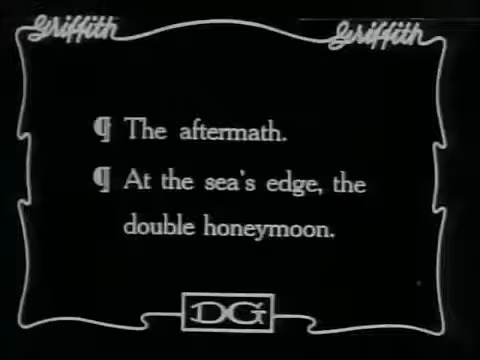 Griffith Griffith
¶ The aftermath.
¶ At the sea's edge, the
double honeymoon.
DG